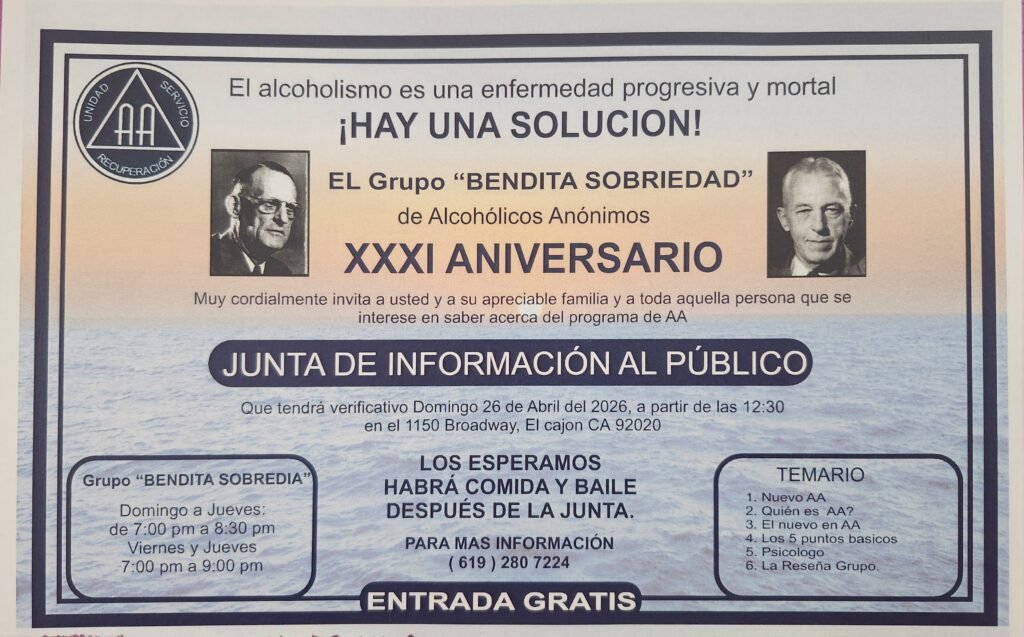 UNIDAD
SERVICIO
AA
RECUPERACIÓN
El alcoholismo es una enfermedad progresiva y mortal
¡HAY UNA SOLUCION!
EL Grupo “BENDITA SOBRIEDAD”
de Alcohólicos Anónimos
XXXI ANIVERSARIO
Muy cordialmente invita a usted y a su apreciable familia y a toda aquella persona que se
interese en saber acerca del programa de AA
JUNTA DE INFORMACIÓN AL PÚBLICO
Que tendrá verificativo Domingo 26 de Abril del 2026, a partir de las 12:30
en el 1150 Broadway, El cajon CA 92020
Grupo “BENDITA SOBREDIA”
Domingo a Jueves:
de 7:00 pm a 8:30 pm
Viernes y Jueves
7:00 pm a 9:00 pm
LOS ESPERAMOS
HABRÁ COMIDA Y BAILE
DESPUÉS DE LA JUNTA.
PARA MAS INFORMACIÓN
( 619 ) 280 7224
TEMARIO
1. Nuevo AA
2. Quién es AA?
3. El nuevo en AA
4. Los 5 puntos basicos
5. Psicologo
6. La Reseña Grupo.
ENTRADA GRATIS